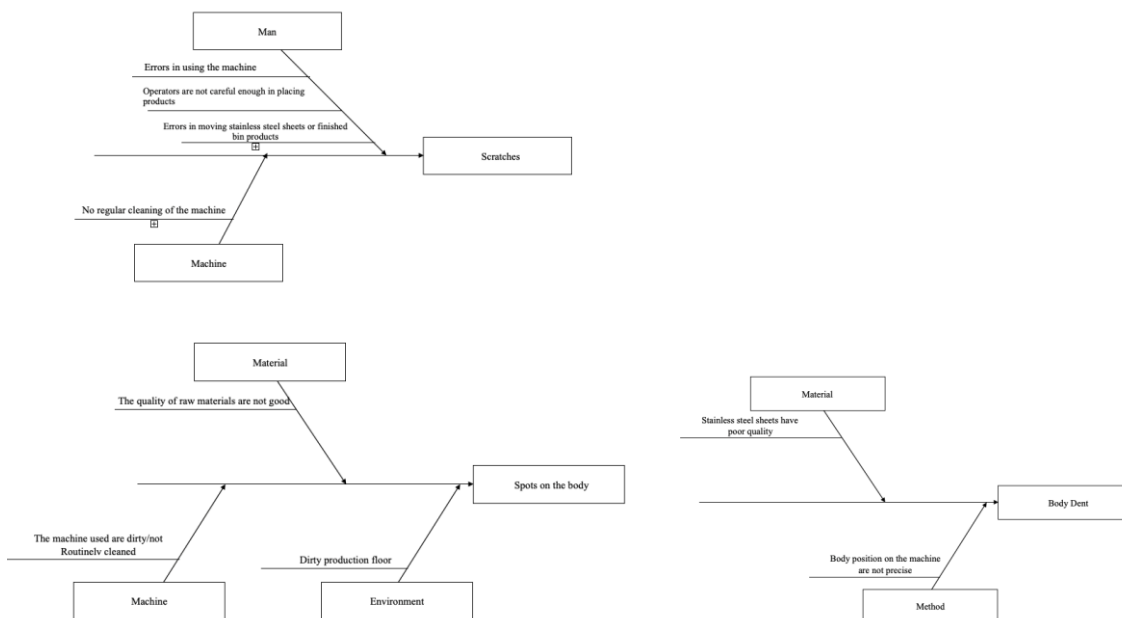 Man
Errors in using the machine
Operators are not careful enough in placing
products
Errors in moving stainless steel sheets or finished
bin products
Scratches
No regular cleaning of the machine
Machine
Material
The quality of raw materials are not good
Spots on the body
The machine used are dirty/not
Routinely cleaned
Dirty production floor
Machine
Environment
Material
Stainless steel sheets have
poor quality
Body Dent
Body position on the machine
are not precise
Method